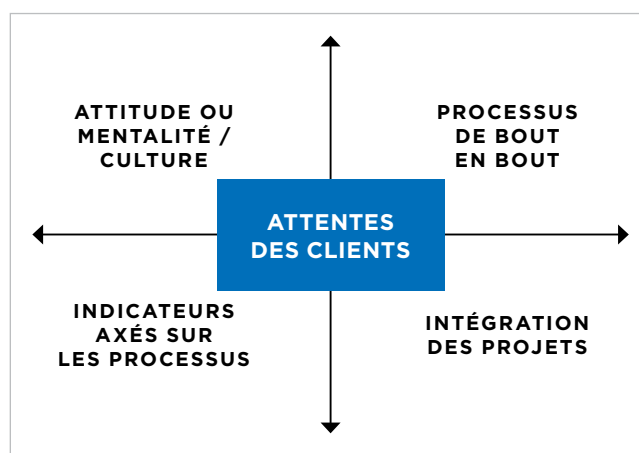 ATTITUDE OU
MENTALITÉ /
CULTURE
PROCESSUS
DE BOUT
EN BOUT
ATTENTES
DES CLIENTS
INDICATEURS
AXÉS SUR
LES PROCESSUS
INTÉGRATION
DES PROJETS